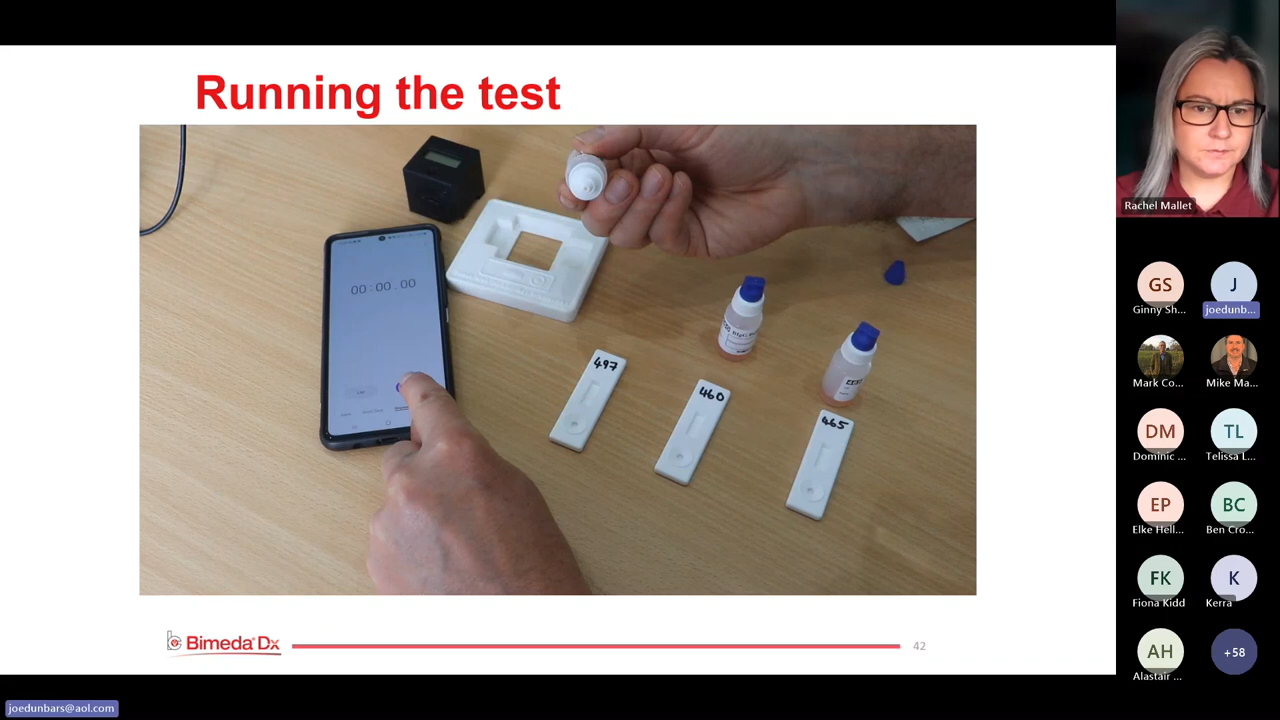 Running the test
00:00.00
497
460
465
Bimeda Dx
42
Rachel Mallet
Ginny Sh...
joedunb...
Mark Co...
Mike Ma...
Dominic ...
Telissa L...
Elke Hell...
Ben Cro...
Fiona Kidd
Kerra
Alastair ...
GS
J
DM
TL
EP
BC
FK
K
AH
+58
joedunbars@aol.com